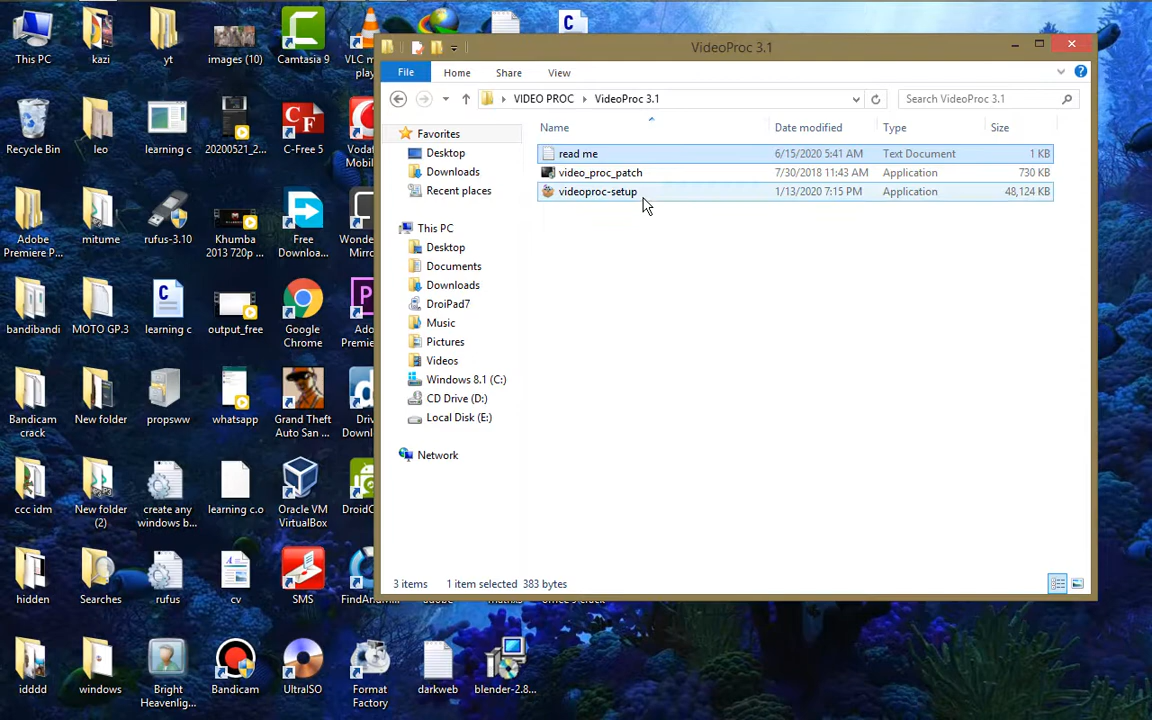 This PC
kazi
yt
images (10)
Camtasia 9
VLC m
play
Recycle Bin
leo
learning c
20200521_2...
C-Free 5
Vodaf
Mobil
Adobe
Premiere P...
mitume
rufus-3.10
Khumba
2013 720p ...
Free
Downloa...
Wonde
Mirr
bandibandi
MOTO GP.3
learning c
output_free
Google
Chrome
Ado
Premie
Bandicam
crack
New folder
propsww
whatsapp
Grand Theft
Auto San ...
Driv
Downl
ccc idm
New folder
(2)
create any
windows b...
learning c.o
Oracle VM
VirtualBox
DroidC
hidden
Searches
rufus
cv
SMS
idddd
windows
Bright
Heavenlig...
Bandicam
UltraISO
Format
Factory
darkweb
blender-2.8...
VideoProc 3.1
File
Home
Share
View
VIDEO PROC
VideoProc 3.1
Search VideoProc 3.1
Name
Date modified
Type
Size
read me
6/15/2020 5:41 AM
Text Document
1 KB
video_proc_patch
7/30/2018 11:43 AM
Application
730 KB
videoproc-setup
1/13/2020 7:15 PM
Application
48,124 KB
Favorites
Desktop
Downloads
Recent places
This PC
Desktop
Documents
Downloads
DroiPad7
Music
Pictures
Videos
Windows 8.1 (C:)
CD Drive (D:)
Local Disk (E:)
Network
3 items
1 item selected
383 bytes